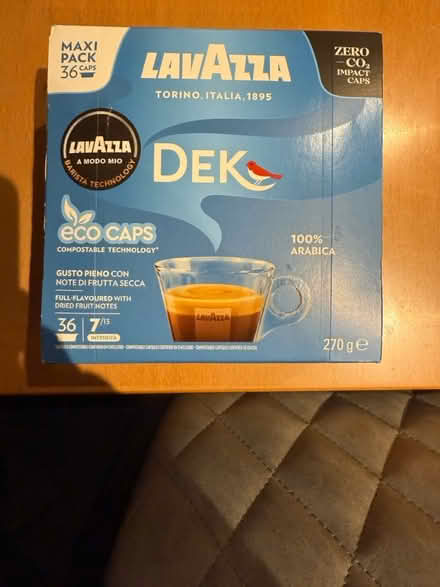 MAXI
PACK
36 CAPS
LAVAZZA
TORINO, ITALIA, 1895
ZERO
CO₂
IMPACT
CAPS
LAVAZZA
A MODO MIO
BARISTA TECHNOLOGY
DEK
eco CAPS
COMPOSTABLE TECHNOLOGY*
100%
ARABICA
GUSTO PIENO CON
NOTE DI FRUTTA SECCA
FULL-FLAVOURED WITH
DRIED FRUIT NOTES
LAVAZZA
36
7/13
INTENSITÀ
270 g ℮